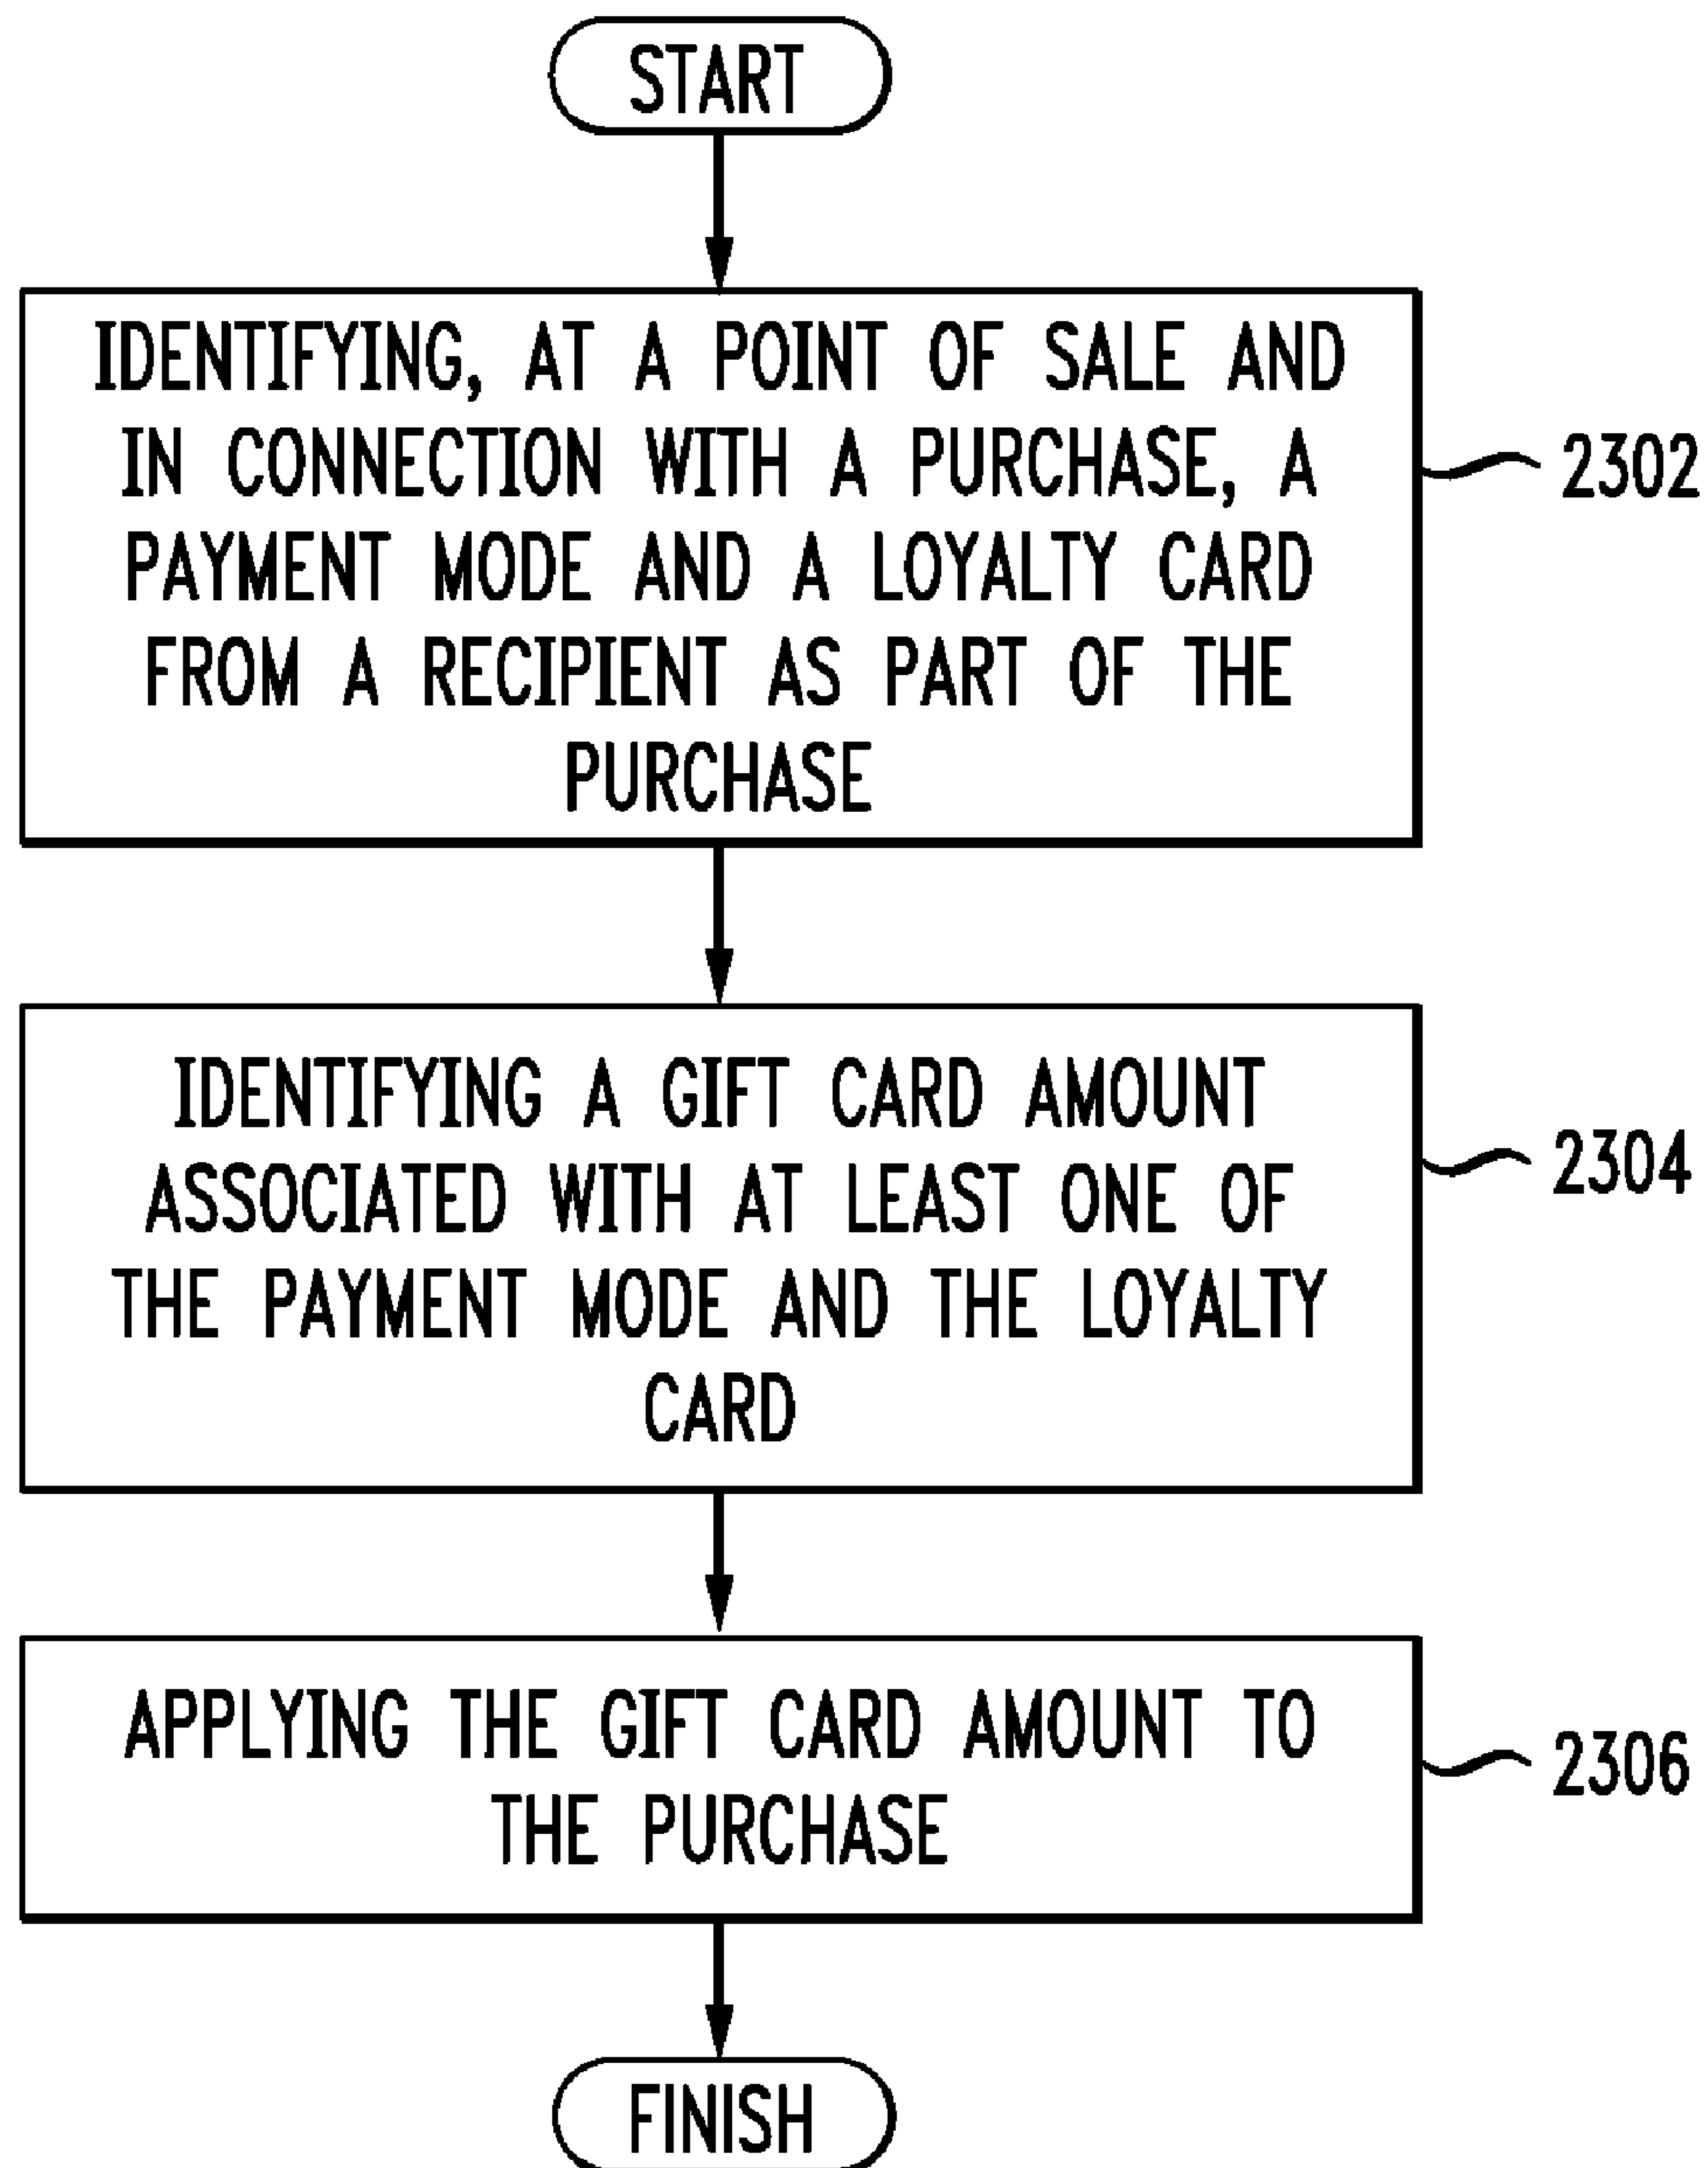 START
IDENTIFYING, AT A POINT OF SALE AND
IN CONNECTION WITH A PURCHASE, A
PAYMENT MODE AND A LOYALTY CARD
FROM A RECIPIENT AS PART OF THE
PURCHASE
2302
IDENTIFYING A GIFT CARD AMOUNT
ASSOCIATED WITH AT LEAST ONE OF
THE PAYMENT MODE AND THE LOYALTY
CARD
2304
APPLYING THE GIFT CARD AMOUNT TO
THE PURCHASE
2306
FINISH